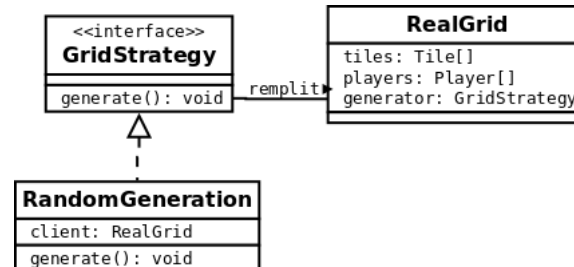 <<interface>>
GridStrategy
generate(): void
remplit
RealGrid
tiles: Tile[]
players: Player[]
generator: GridStrategy
RandomGeneration
client: RealGrid
generate(): void